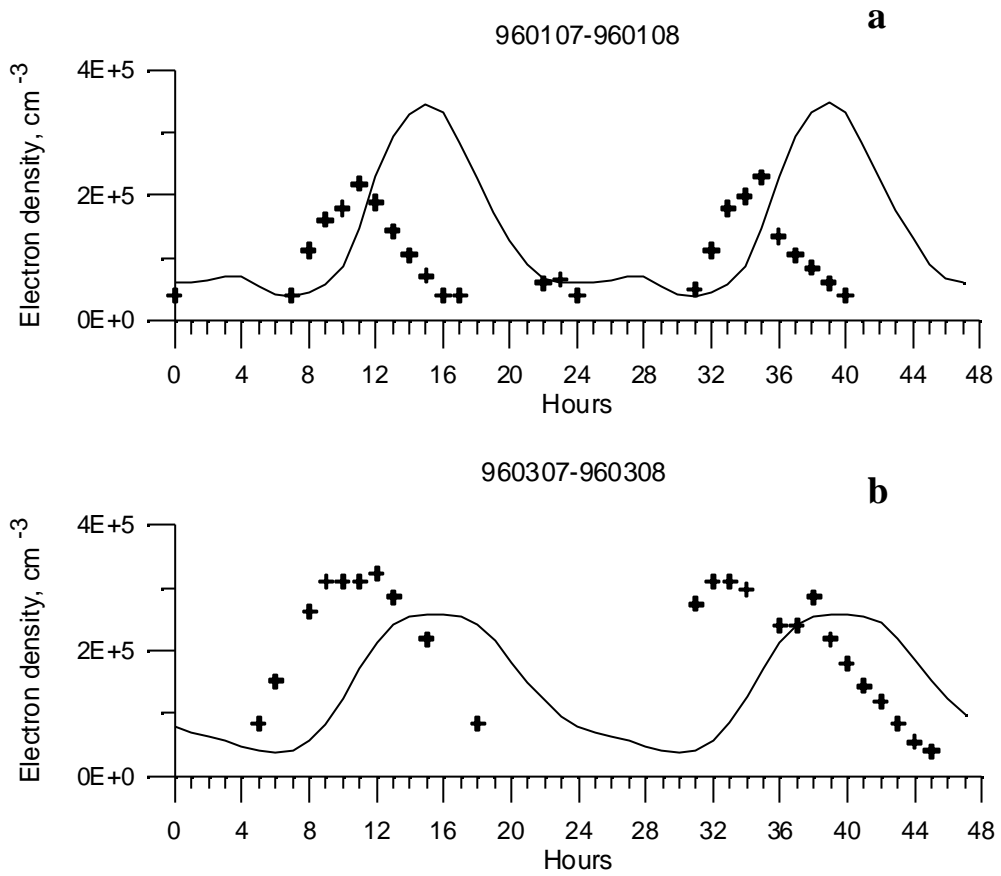 a
960107-960108
Electron density, cm⁻³
4E+5
2E+5
0E+0
0 4 8 12 16 20 24 28 32 36 40 44 48
Hours
960307-960308
b
Electron density, cm⁻³
4E+5
2E+5
0E+0
0 4 8 12 16 20 24 28 32 36 40 44 48
Hours